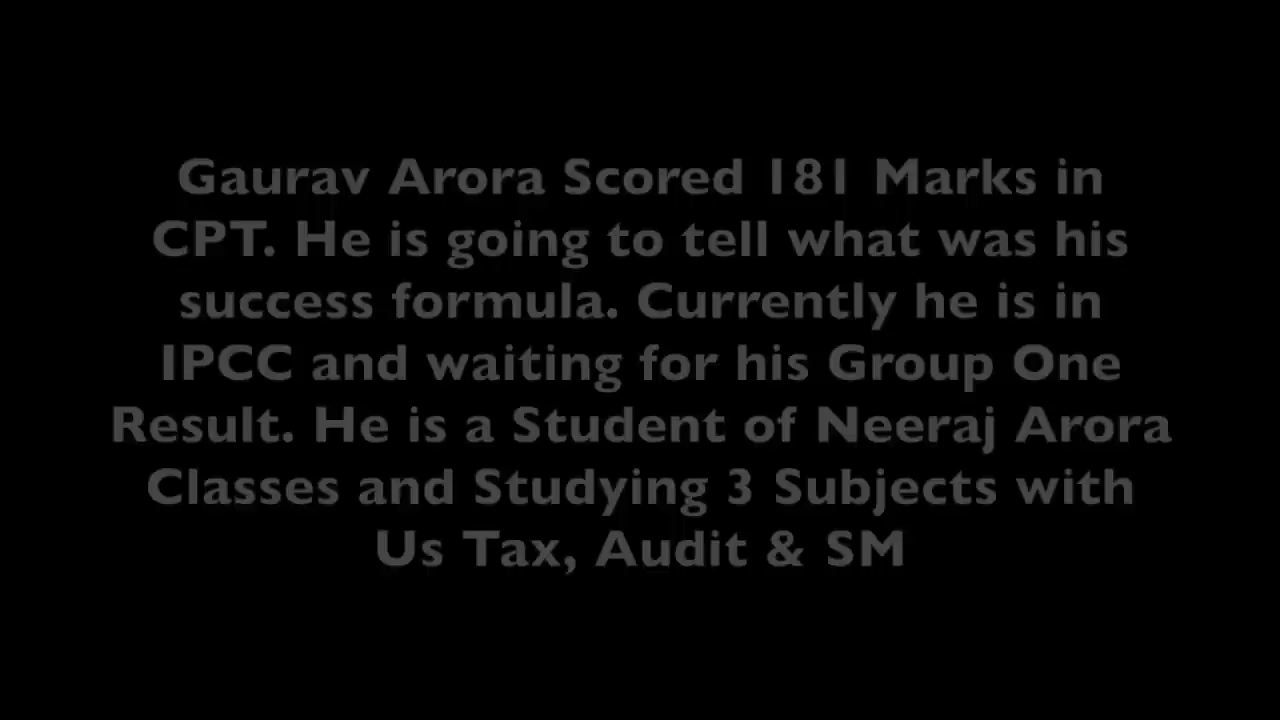 Gaurav Arora Scored 181 Marks in
CPT. He is going to tell what was his
success formula. Currently he is in
IPCC and waiting for his Group One
Result. He is a Student of Neeraj Arora
Classes and Studying 3 Subjects with
Us Tax, Audit & SM